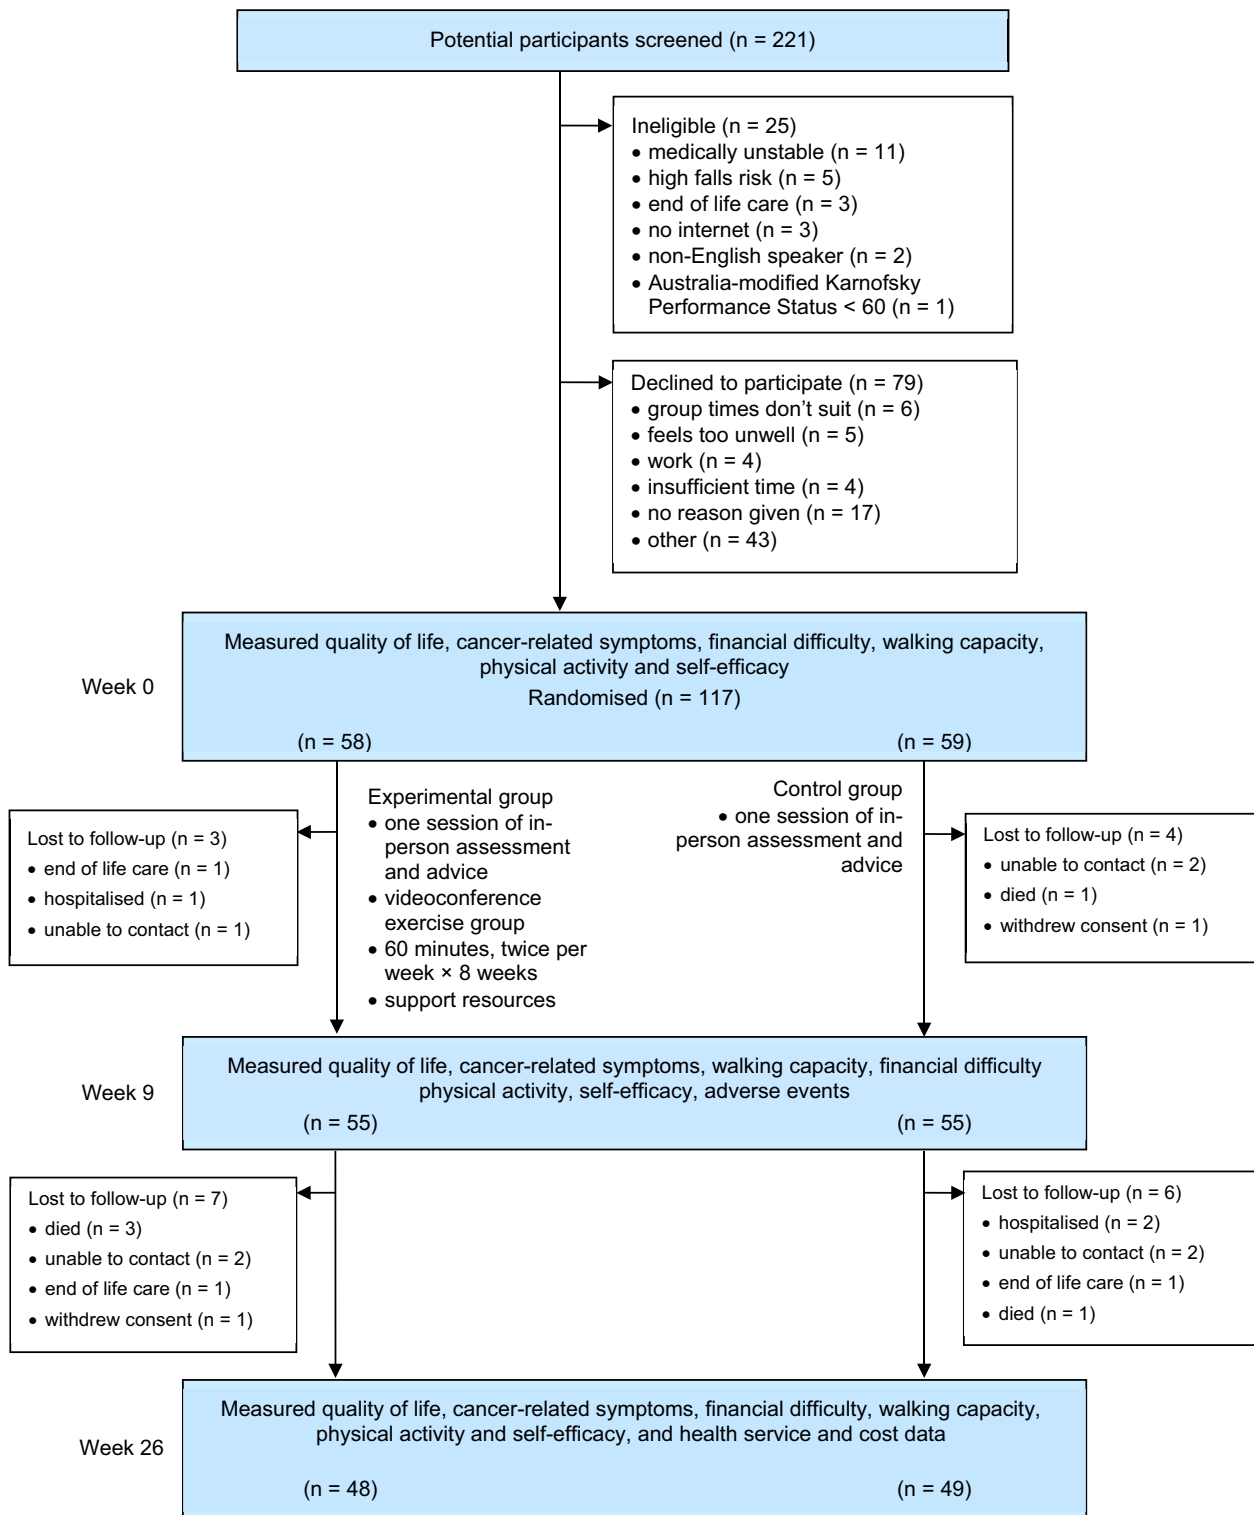 Potential participants screened (n = 221)
Ineligible (n = 25)
• medically unstable (n = 11)
• high falls risk (n = 5)
• end of life care (n = 3)
• no internet (n = 3)
• non-English speaker (n = 2)
• Australia-modified Karnofsky
Performance Status < 60 (n = 1)
Declined to participate (n = 79)
• group times don't suit (n = 6)
• feels too unwell (n = 5)
• work (n = 4)
• insufficient time (n = 4)
• no reason given (n = 17)
• other (n = 43)
Week 0
Measured quality of life, cancer-related symptoms, financial difficulty, walking capacity,
physical activity and self-efficacy
Randomised (n = 117)
(n = 58)
(n = 59)
Lost to follow-up (n = 3)
• end of life care (n = 1)
• hospitalised (n = 1)
• unable to contact (n = 1)
Experimental group
• one session of in-
person assessment
and advice
• videoconference
exercise group
• 60 minutes, twice per
week × 8 weeks
• support resources
Control group
• one session of in-
person assessment and
advice
Lost to follow-up (n = 4)
• unable to contact (n = 2)
• died (n = 1)
• withdrew consent (n = 1)
Week 9
Measured quality of life, cancer-related symptoms, walking capacity, financial difficulty
physical activity, self-efficacy, adverse events
(n = 55)
(n = 55)
Lost to follow-up (n = 7)
• died (n = 3)
• unable to contact (n = 2)
• end of life care (n = 1)
• withdrew consent (n = 1)
Lost to follow-up (n = 6)
• hospitalised (n = 2)
• unable to contact (n = 2)
• end of life care (n = 1)
• died (n = 1)
Week 26
Measured quality of life, cancer-related symptoms, financial difficulty, walking capacity,
physical activity and self-efficacy, and health service and cost data
(n = 48)
(n = 49)